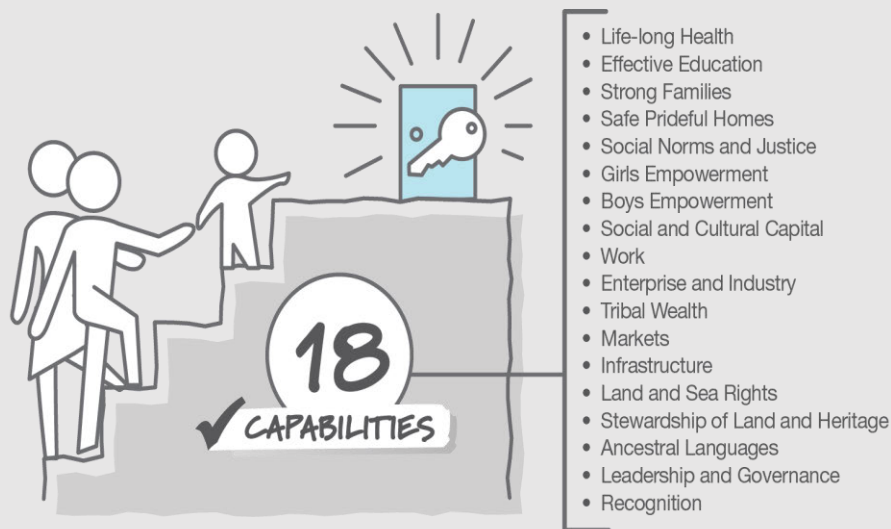 18
CAPABILITIES
• Life-long Health
• Effective Education
• Strong Families
• Safe Prideful Homes
• Social Norms and Justice
• Girls Empowerment
• Boys Empowerment
• Social and Cultural Capital
• Work
• Enterprise and Industry
• Tribal Wealth
• Markets
• Infrastructure
• Land and Sea Rights
• Stewardship of Land and Heritage
• Ancestral Languages
• Leadership and Governance
• Recognition